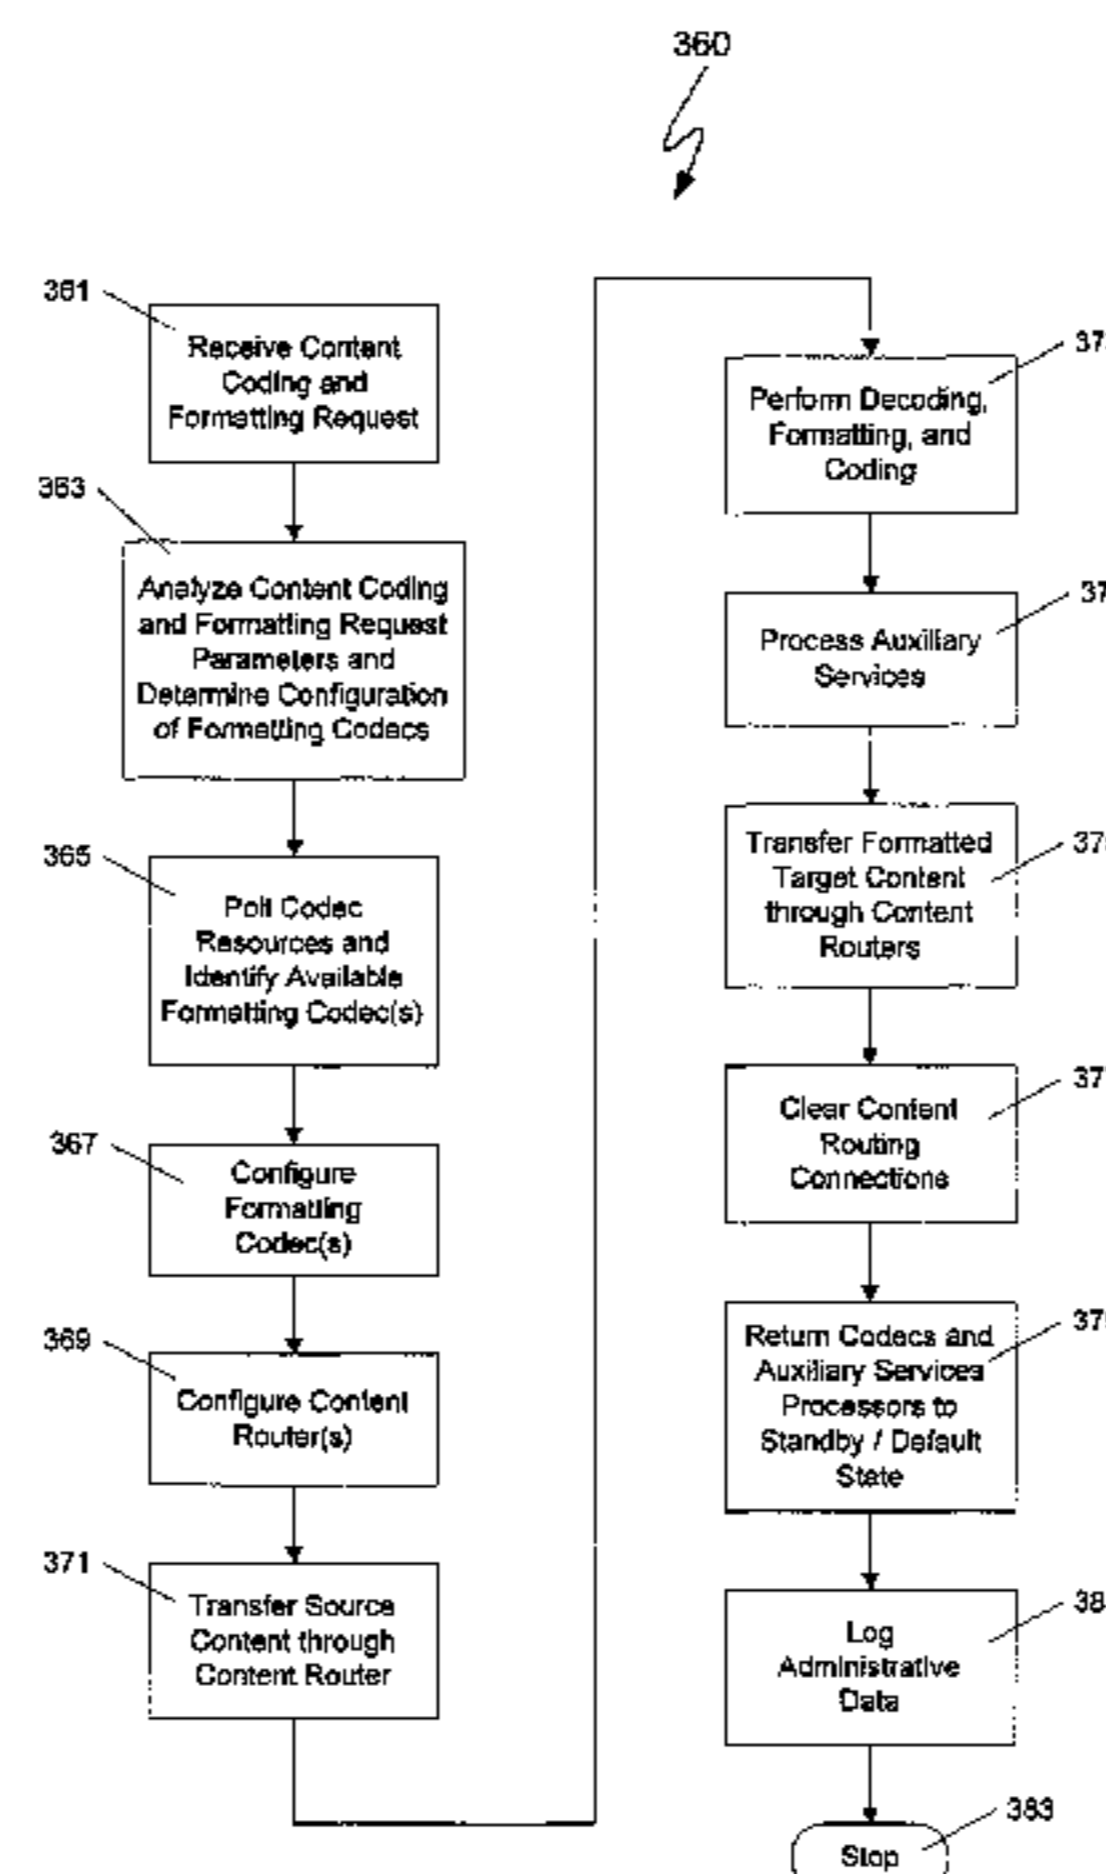 360
361
Receive Content
Coding and
Formatting Request
363
Analyze Content Coding
and Formatting Request
Parameters and
Determine Configuration
of Formatting Codecs
365
Poll Codec
Resources and
Identify Available
Formatting Codec(s)
367
Configure
Formatting
Codec(s)
369
Configure Content
Router(s)
371
Transfer Source
Content through
Content Router
Perform Decoding,
Formatting, and
Coding
Process Auxiliary
Services
Transfer Formatted
Target Content
through Content
Routers
Clear Content
Routing
Connections
Return Codecs and
Auxiliary Services
Processors to
Standby / Default
State
Log
Administrative
Data
383
Stop